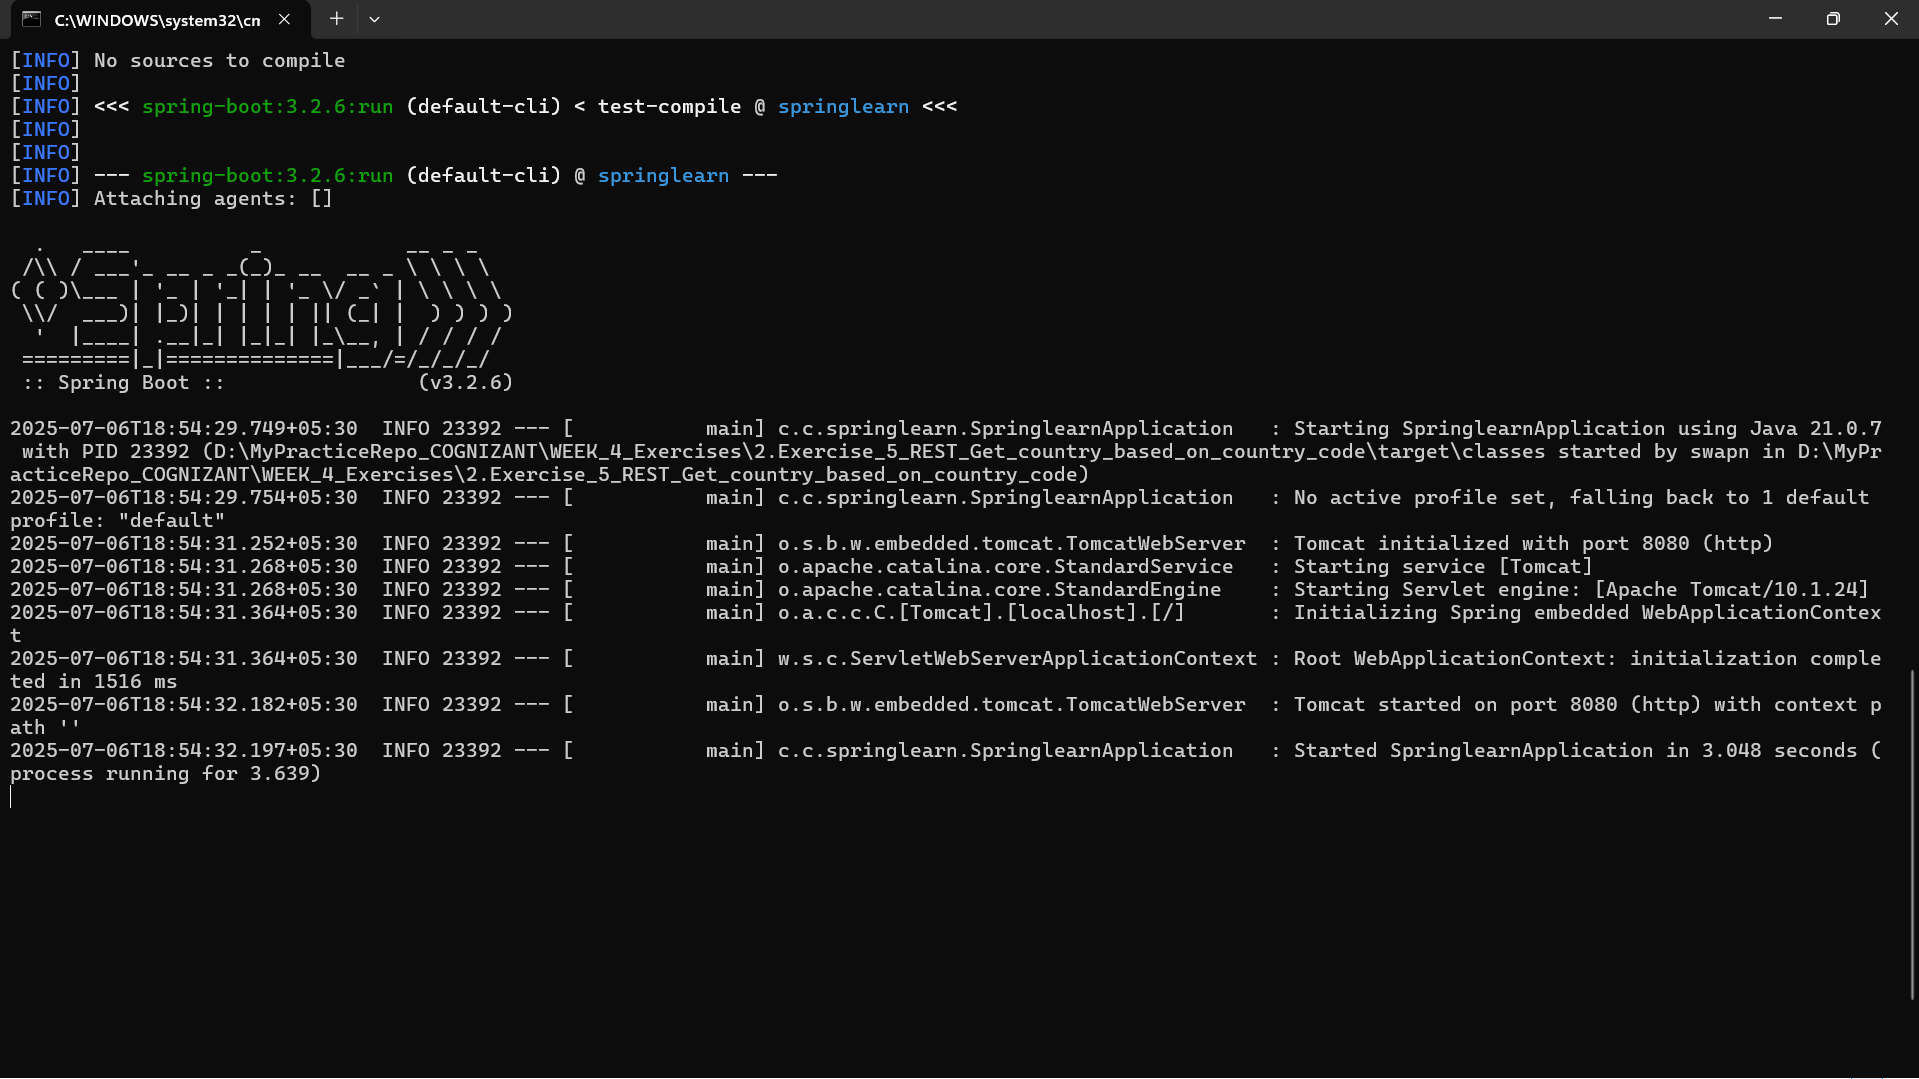 C:\WINDOWS\system32\cn
[INFO] No sources to compile
[INFO]
[INFO] <<< spring-boot:3.2.6:run (default-cli) < test-compile @ springlearn <<<
[INFO]
[INFO]
[INFO] --- spring-boot:3.2.6:run (default-cli) @ springlearn ---
[INFO] Attaching agents: []
  .   ____          _            __ _ _
 /\\ / ___'_ __ _ _(_)_ __  __ _ \ \ \ \
( ( )\___ | '_ | '_| | '_ \/ _` | \ \ \ \
 \\/  ___)| |_)| | | | | || (_| |  ) ) ) )
  '  |____| .__|_| |_|_| |_\__, | / / / /
 =========|_|==============|___/=/_/_/_/
 :: Spring Boot ::                (v3.2.6)
2025-07-06T18:54:29.749+05:30  INFO 23392 --- [           main] c.c.springlearn.SpringlearnApplication   : Starting SpringlearnApplication using Java 21.0.7
 with PID 23392 (D:\MyPracticeRepo_COGNIZANT\WEEK_4_Exercises\2.Exercise_5_REST_Get_country_based_on_country_code\target\classes started by swapn in D:\MyPr
acticeRepo_COGNIZANT\WEEK_4_Exercises\2.Exercise_5_REST_Get_country_based_on_country_code)
2025-07-06T18:54:29.754+05:30  INFO 23392 --- [           main] c.c.springlearn.SpringlearnApplication   : No active profile set, falling back to 1 default
profile: "default"
2025-07-06T18:54:31.252+05:30  INFO 23392 --- [           main] o.s.b.w.embedded.tomcat.TomcatWebServer  : Tomcat initialized with port 8080 (http)
2025-07-06T18:54:31.268+05:30  INFO 23392 --- [           main] o.apache.catalina.core.StandardService   : Starting service [Tomcat]
2025-07-06T18:54:31.268+05:30  INFO 23392 --- [           main] o.apache.catalina.core.StandardEngine    : Starting Servlet engine: [Apache Tomcat/10.1.24]
2025-07-06T18:54:31.364+05:30  INFO 23392 --- [           main] o.a.c.c.C.[Tomcat].[localhost].[/]       : Initializing Spring embedded WebApplicationContex
t
2025-07-06T18:54:31.364+05:30  INFO 23392 --- [           main] w.s.c.ServletWebServerApplicationContext : Root WebApplicationContext: initialization comple
ted in 1516 ms
2025-07-06T18:54:32.182+05:30  INFO 23392 --- [           main] o.s.b.w.embedded.tomcat.TomcatWebServer  : Tomcat started on port 8080 (http) with context p
ath ''
2025-07-06T18:54:32.197+05:30  INFO 23392 --- [           main] c.c.springlearn.SpringlearnApplication   : Started SpringlearnApplication in 3.048 seconds (
process running for 3.639)